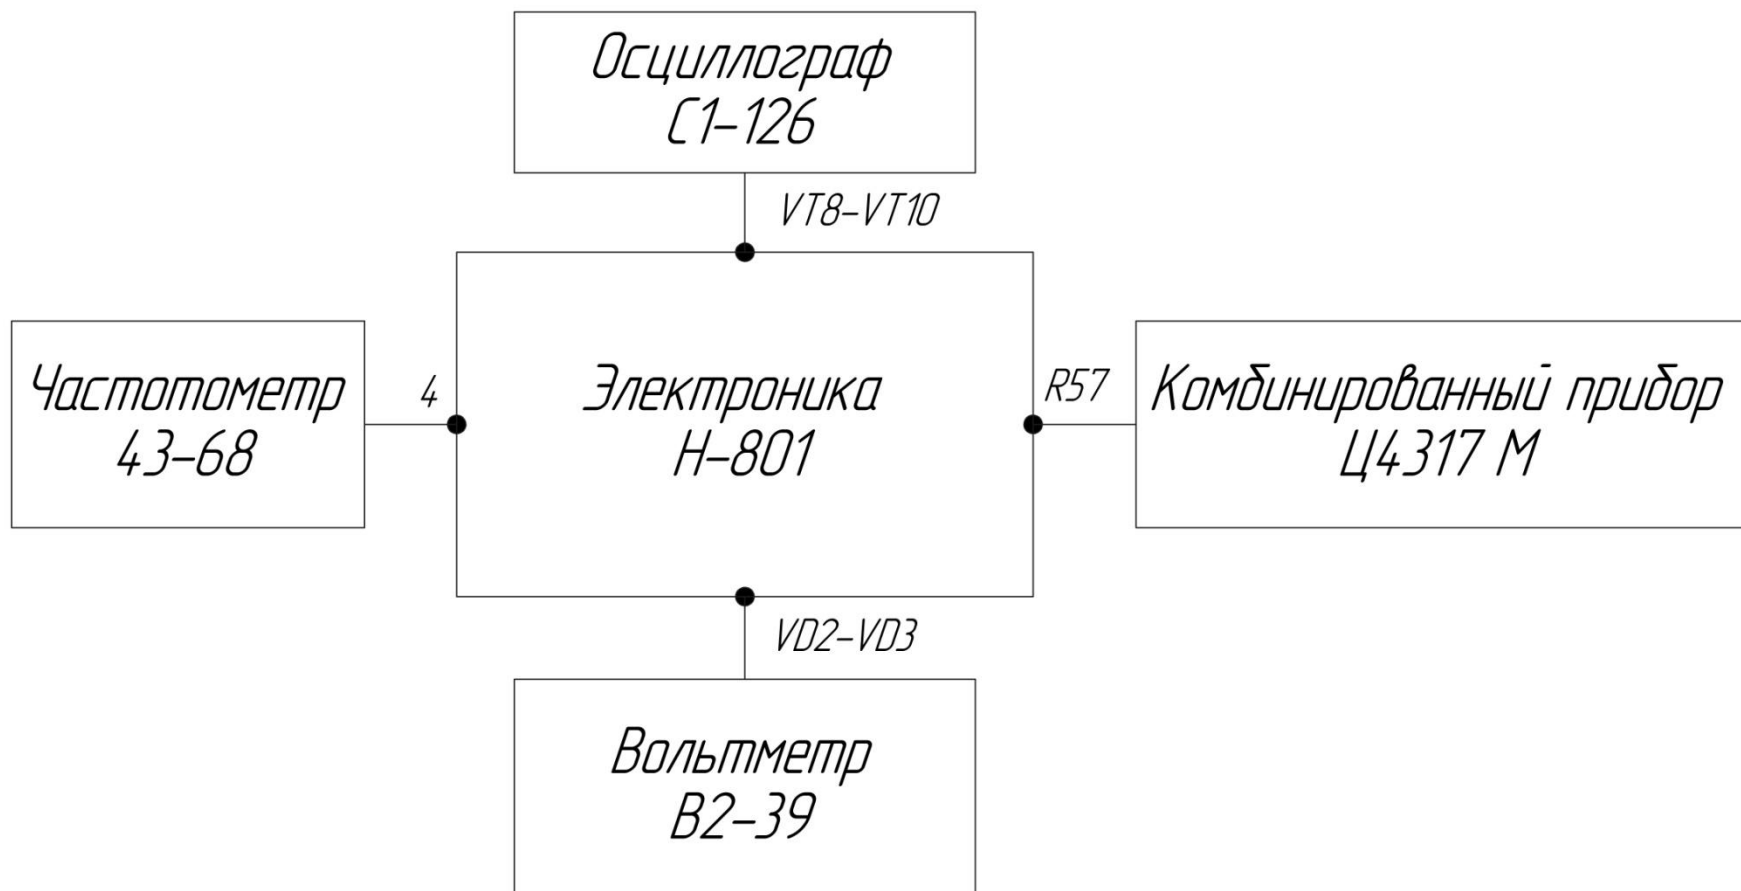 Осциллограф
С1-126
VT8-VT10
Частотометр
43-68
4
Электроника
Н-801
R57
Комбинированный прибор
Ц4317 М
VD2-VD3
Вольтметр
В2-39